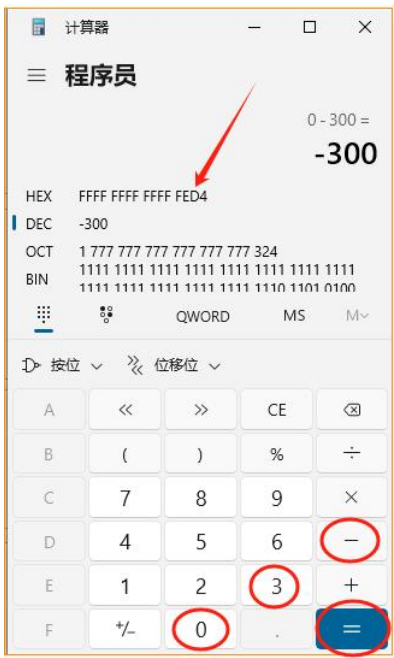 计算器
程序员
0 - 300 =
-300
HEX FFFF FFFF FFFF FED4
DEC -300
OCT 1 777 777 777 777 777 777 324
BIN 1111 1111 1111 1111 1111 1111 1111 1111
1111 1111 1111 1111 1111 1110 1101 0100
QWORD MS M
按位 位移位
A << >> CE
B ( ) % ÷
C 7 8 9 ×
D 4 5 6 −
E 1 2 3 +
F +/− 0 . =